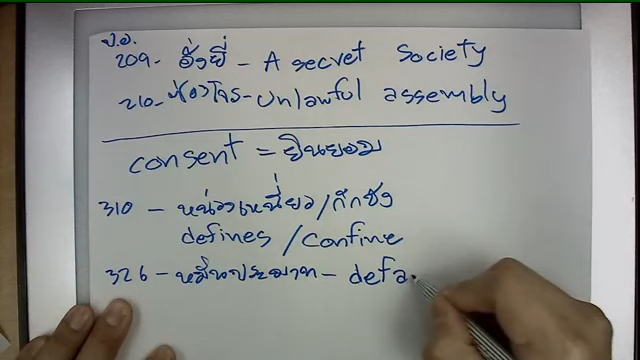 ป.อ.
209- อั้งยี่ - A secret Society
210- ซ่องโจร - unlawful assembly
consent = ยินยอม
310 - หน่วงเหนี่ยว/กักขัง
defines / confine
326 - หมิ่นประมาท - defa